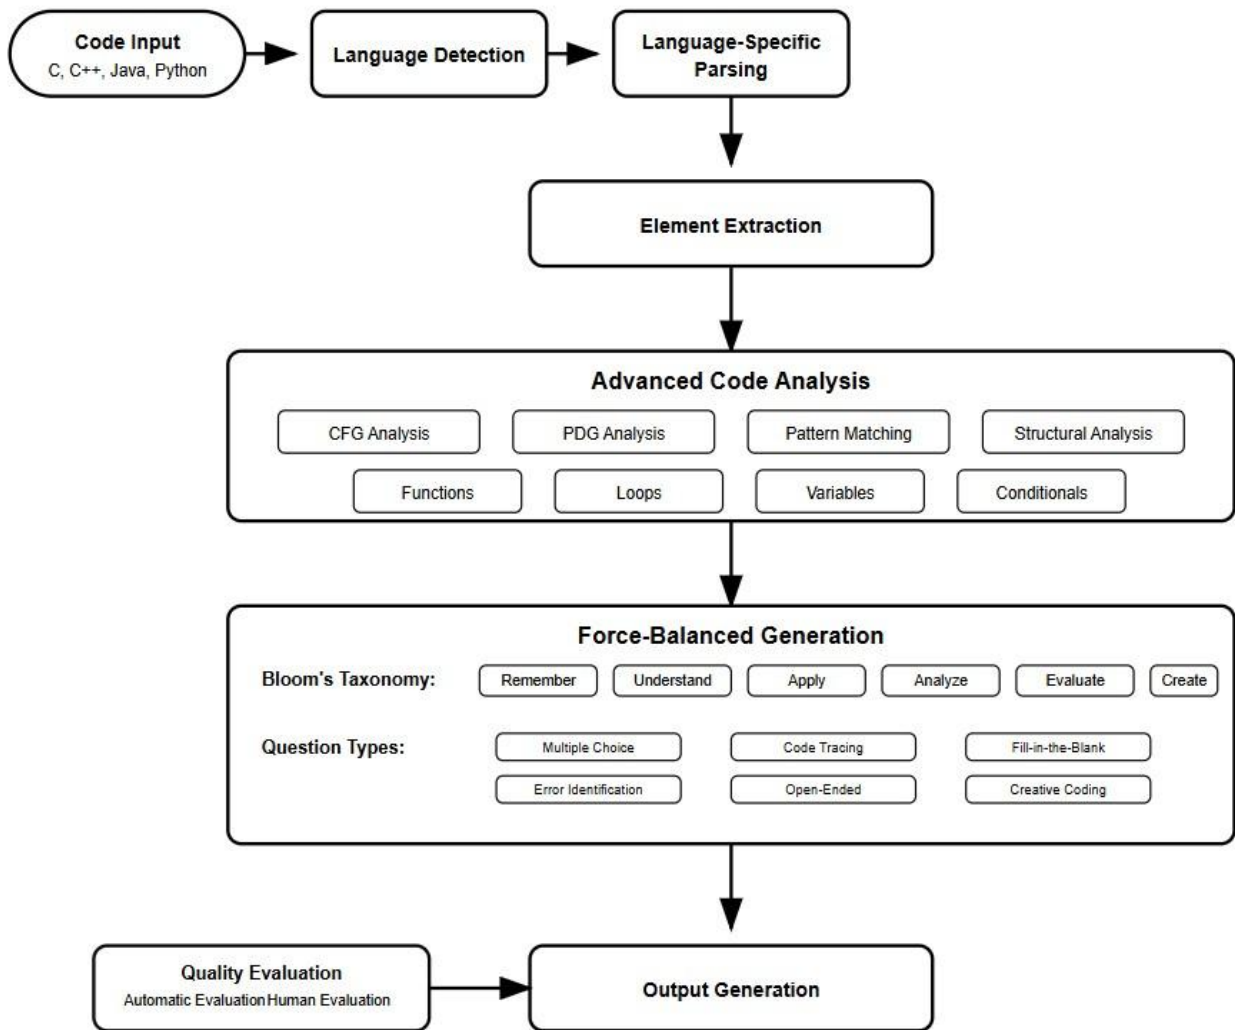 Code Input
C, C++, Java, Python
Language Detection
Language-Specific
Parsing
Element Extraction
Advanced Code Analysis
CFG Analysis
PDG Analysis
Pattern Matching
Structural Analysis
Functions
Loops
Variables
Conditionals
Force-Balanced Generation
Bloom's Taxonomy:
Remember
Understand
Apply
Analyze
Evaluate
Create
Question Types:
Multiple Choice
Code Tracing
Fill-in-the-Blank
Error Identification
Open-Ended
Creative Coding
Quality Evaluation
Automatic Evaluation Human Evaluation
Output Generation